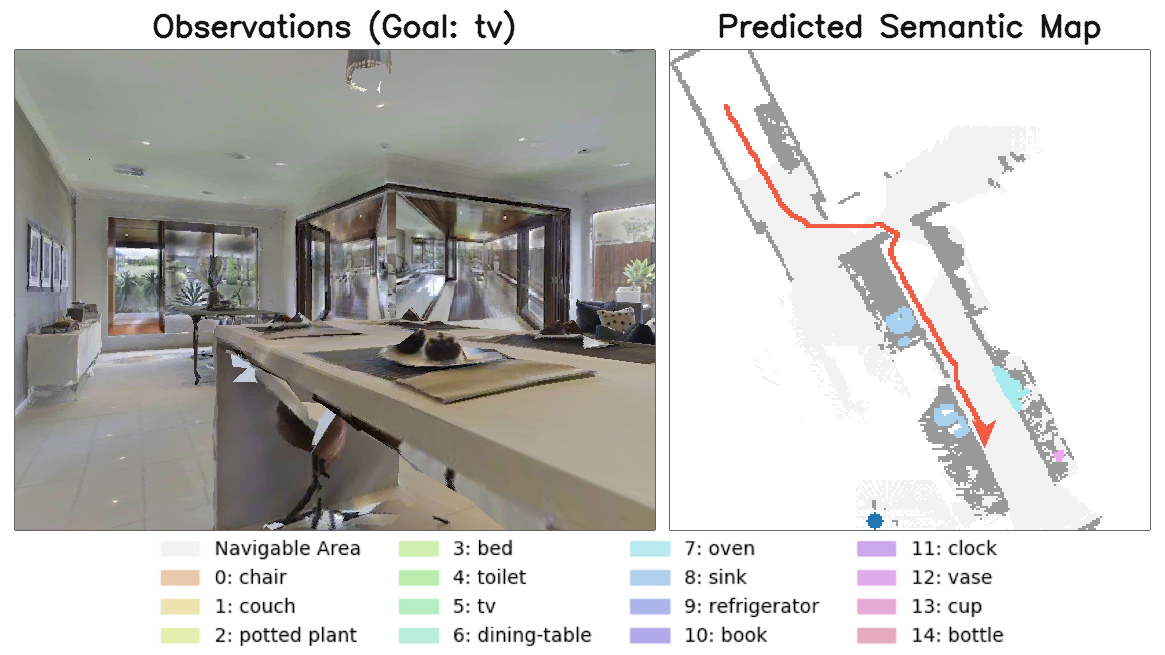 Observations (Goal: tv)
Predicted Semantic Map
Navigable Area
0: chair
1: couch
2: potted plant
3: bed
4: toilet
5: tv
6: dining-table
7: oven
8: sink
9: refrigerator
10: book
11: clock
12: vase
13: cup
14: bottle